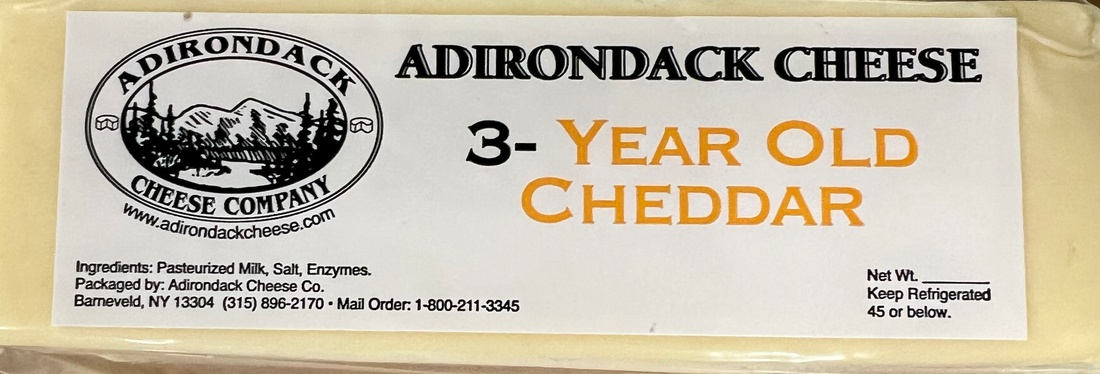 ADIRONDACK
CHEESE COMPANY
www.adirondackcheese.com
ADIRONDACK CHEESE
3- YEAR OLD
CHEDDAR
Ingredients: Pasteurized Milk, Salt, Enzymes.
Packaged by: Adirondack Cheese Co.
Barneveld, NY 13304 (315) 896-2170 • Mail Order: 1-800-211-3345
Net Wt. ________
Keep Refrigerated
45 or below.